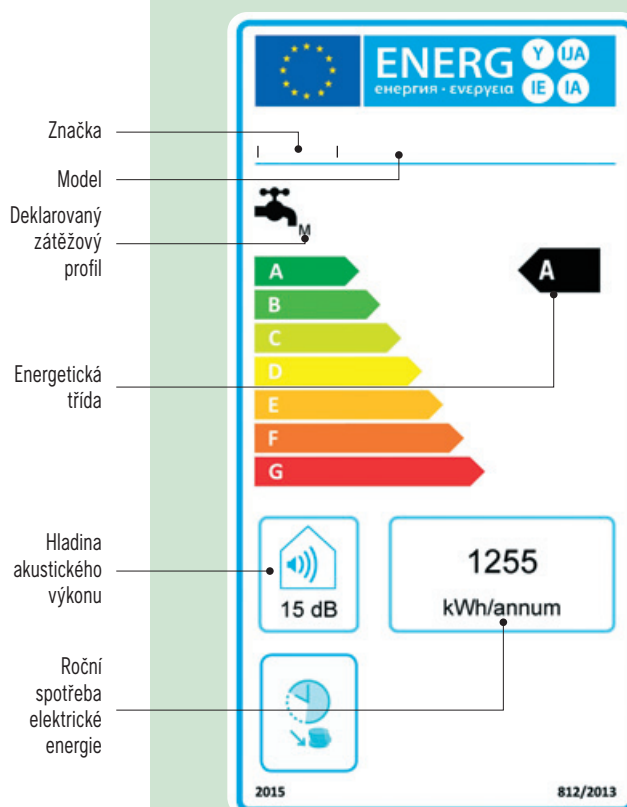 ENERG Y IJA IE IA
енергия · ενεργεια
Značka
Model
Deklarovaný
zátěžový
profil
M
A
B
C
D
E
F
G
A
Energetická
třída
Hladina
akustického
výkonu
15 dB
1255
kWh/annum
Roční
spotřeba
elektrické
energie
2015
812/2013